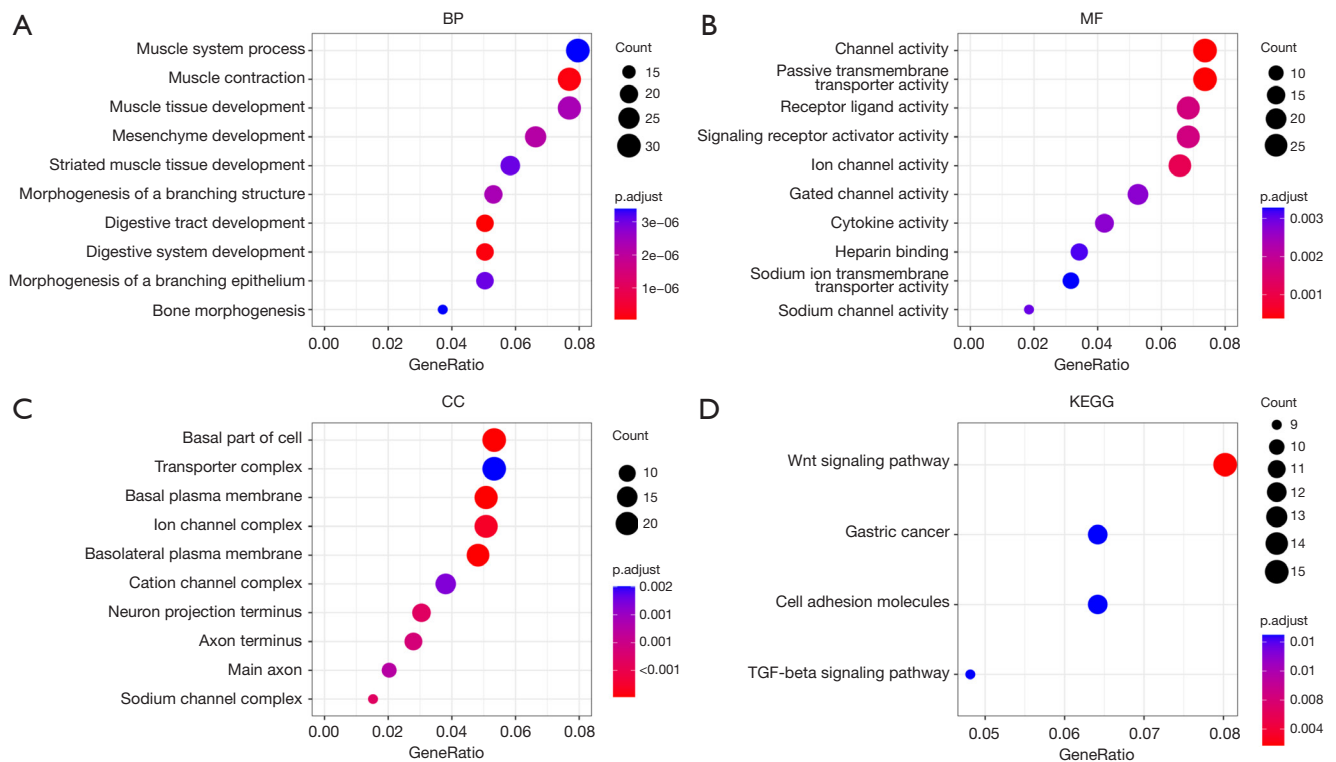 A
BP
Muscle system process
Muscle contraction
Muscle tissue development
Mesenchyme development
Striated muscle tissue development
Morphogenesis of a branching structure
Digestive tract development
Digestive system development
Morphogenesis of a branching epithelium
Bone morphogenesis
0.00 0.02 0.04 0.06 0.08
GeneRatio
Count
15
20
25
30
p.adjust
3e−06
2e−06
1e−06
B
MF
Channel activity
Passive transmembrane
transporter activity
Receptor ligand activity
Signaling receptor activator activity
Ion channel activity
Gated channel activity
Cytokine activity
Heparin binding
Sodium ion transmembrane
transporter activity
Sodium channel activity
0.00 0.02 0.04 0.06 0.08
GeneRatio
Count
10
15
20
25
p.adjust
0.003
0.002
0.001
C
CC
Basal part of cell
Transporter complex
Basal plasma membrane
Ion channel complex
Basolateral plasma membrane
Cation channel complex
Neuron projection terminus
Axon terminus
Main axon
Sodium channel complex
0.00 0.02 0.04 0.06 0.08
GeneRatio
Count
10
15
20
p.adjust
0.002
0.001
0.001
<0.001
D
KEGG
Wnt signaling pathway
Gastric cancer
Cell adhesion molecules
TGF-beta signaling pathway
0.05 0.06 0.07 0.08
GeneRatio
Count
9
10
11
12
13
14
15
p.adjust
0.01
0.01
0.008
0.004